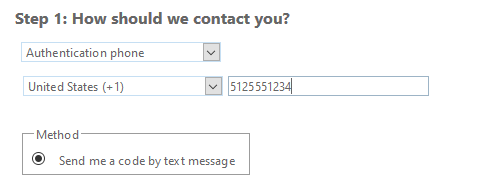 Step 1: How should we contact you?
Authentication phone
United States (+1) 5125551234
Method
Send me a code by text message